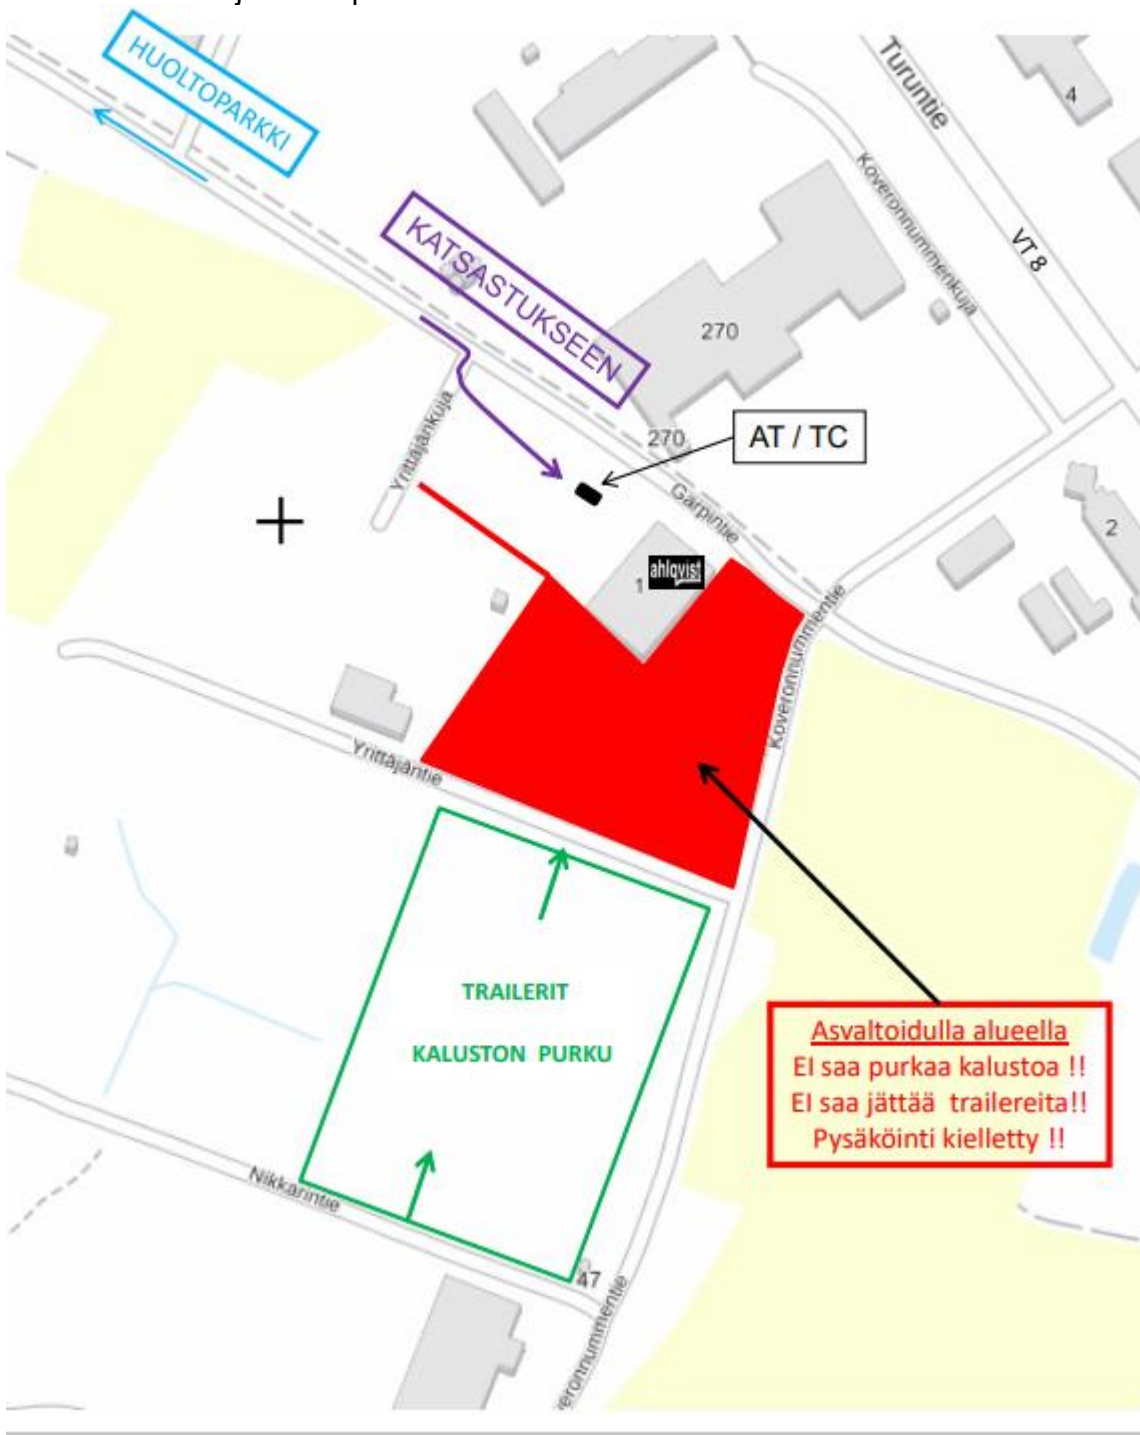 HUOLTOPARKKI
Turuntie
4
Koveronnummenkuja
VT 8
KATSASTUKSEEN
270
270
AT / TC
Yrittäjänkuja
Garpintie
2
1
ahlqvist
Koveronnummentie
Yrittäjäntie
TRAILERIT
KALUSTON PURKU
Asvaltoidulla alueella
EI saa purkaa kalustoa !!
EI saa jättää trailereita!!
Pysäköinti kielletty !!
Nikkarintie
47
veronnummentie